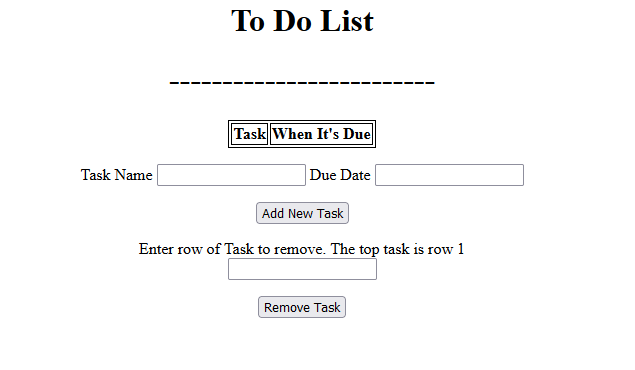 To Do List
-------------------------
Task When It's Due
Task Name Due Date
Add New Task
Enter row of Task to remove. The top task is row 1
Remove Task